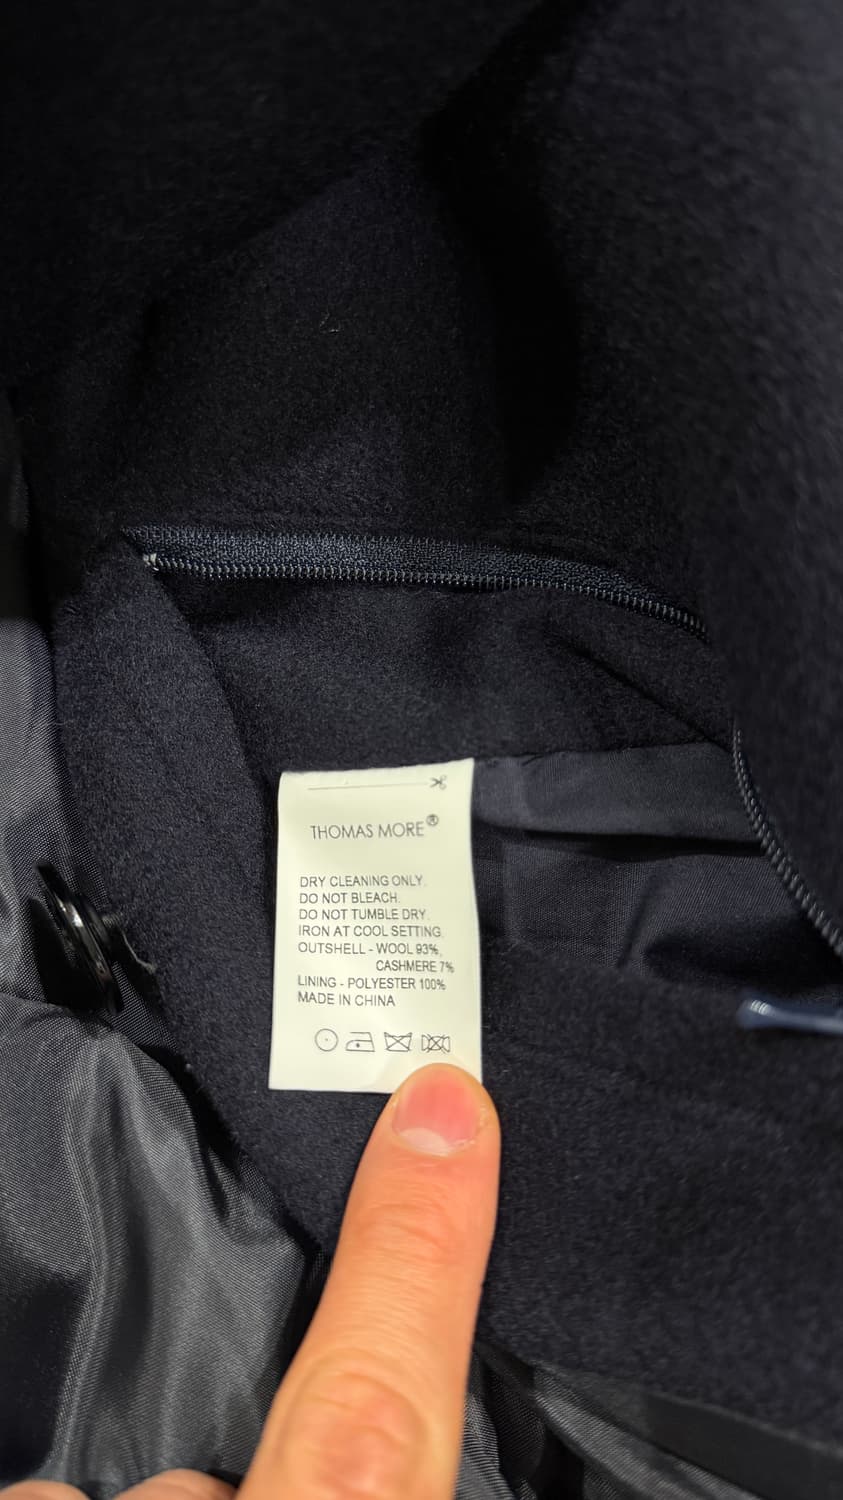 THOMAS MORE®
DRY CLEANING ONLY.
DO NOT BLEACH.
DO NOT TUMBLE DRY.
IRON AT COOL SETTING.
OUTSHELL - WOOL 93%,
CASHMERE 7%
LINING - POLYESTER 100%
MADE IN CHINA